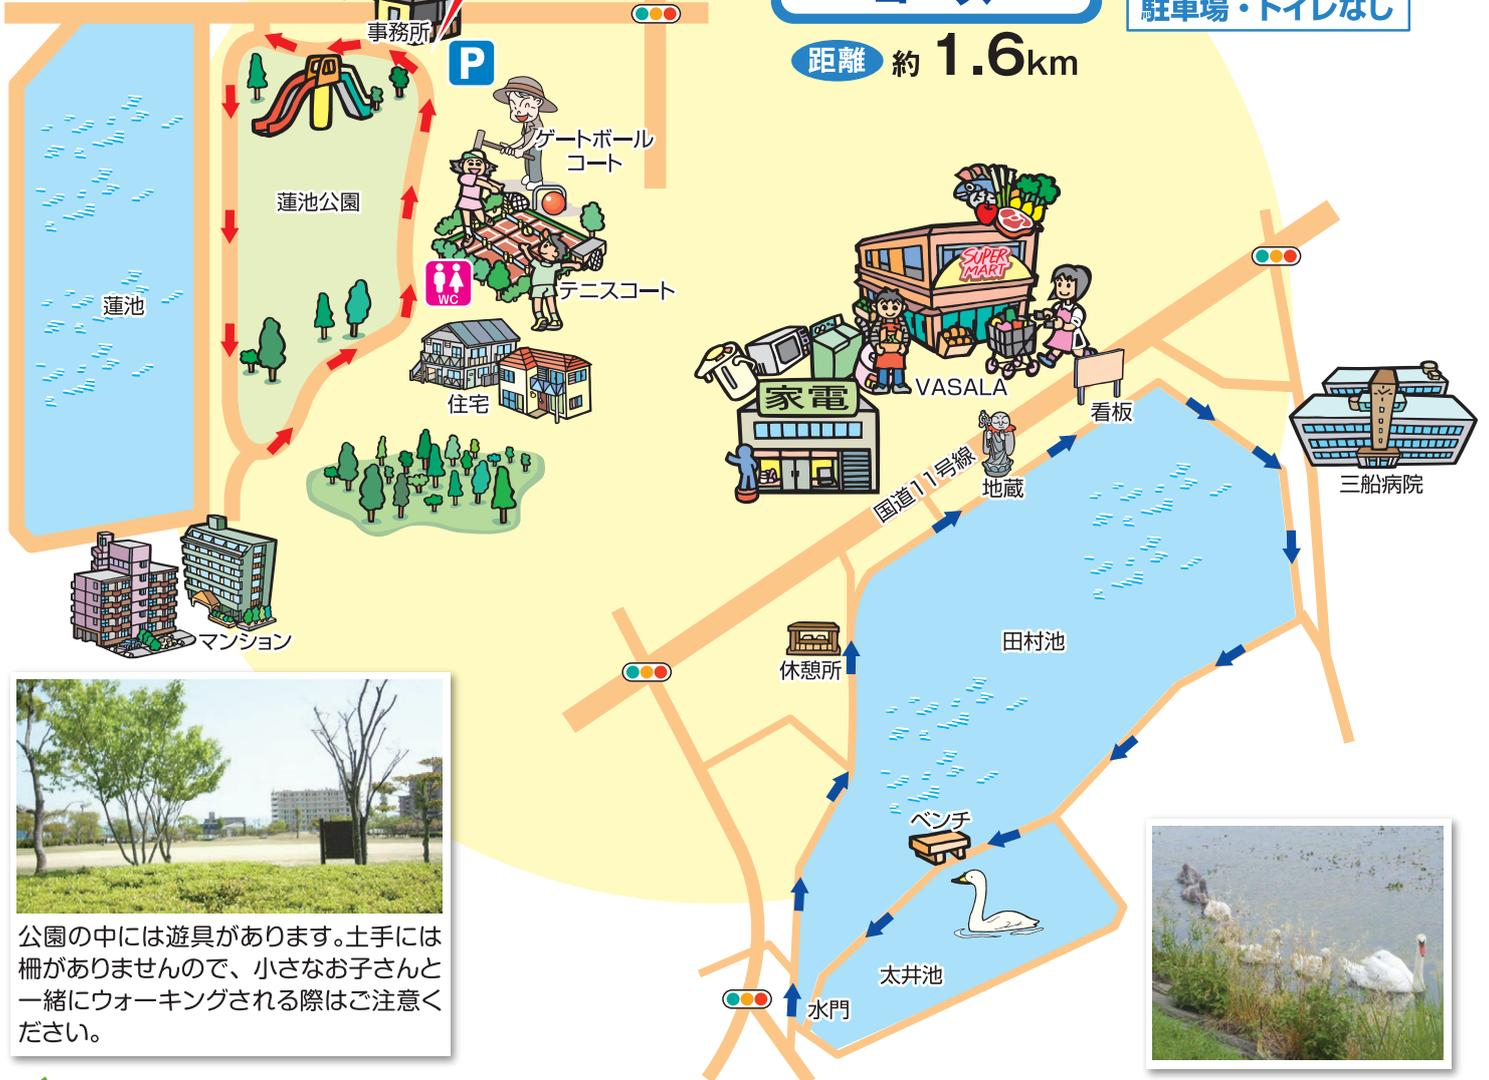 駐車場・トイレなし
距離 約 1.6km
事務所
P
ゲートボール
コート
蓮池公園
SUPER
MART
WC
テニスコート
蓮池
VASALA
家電
住宅
看板
国道11号線
地蔵
三船病院
マンション
田村池
休憩所
ベンチ
公園の中には遊具があります。土手には
柵がありませんので、小さなお子さんと
一緒にウォーキングされる際はご注意く
ださい。
太井池
水門